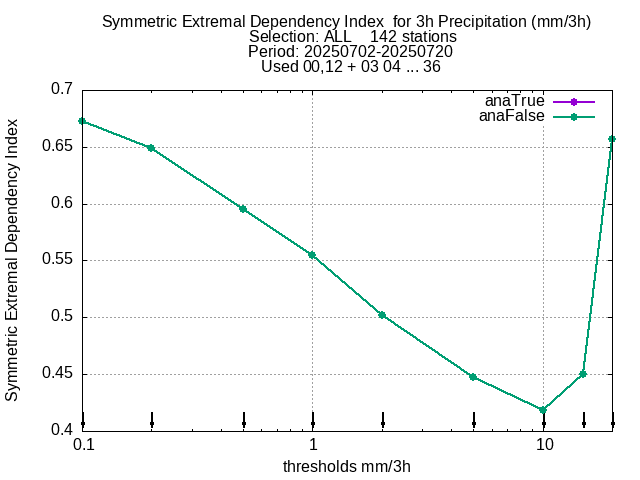 Symmetric Extremal Dependency Index  for 3h Precipitation (mm/3h)
Selection: ALL    142 stations
Period: 20250702-20250720
Used 00,12 + 03 04 ... 36
anaTrue
anaFalse
Symmetric Extremal Dependency Index
0.7
0.65
0.6
0.55
0.5
0.45
0.4
0.1 1 10
thresholds mm/3h